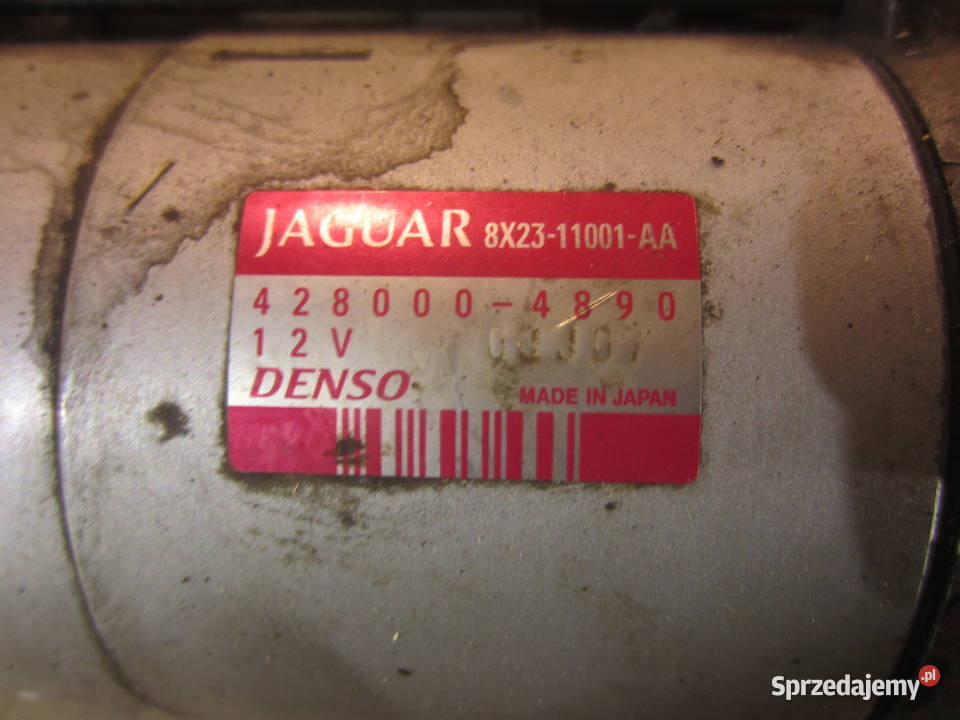 JAGUAR 8X23-11001-AA
428000-4890
12V
DENSO MADE IN JAPAN
Sprzedajemy.pl